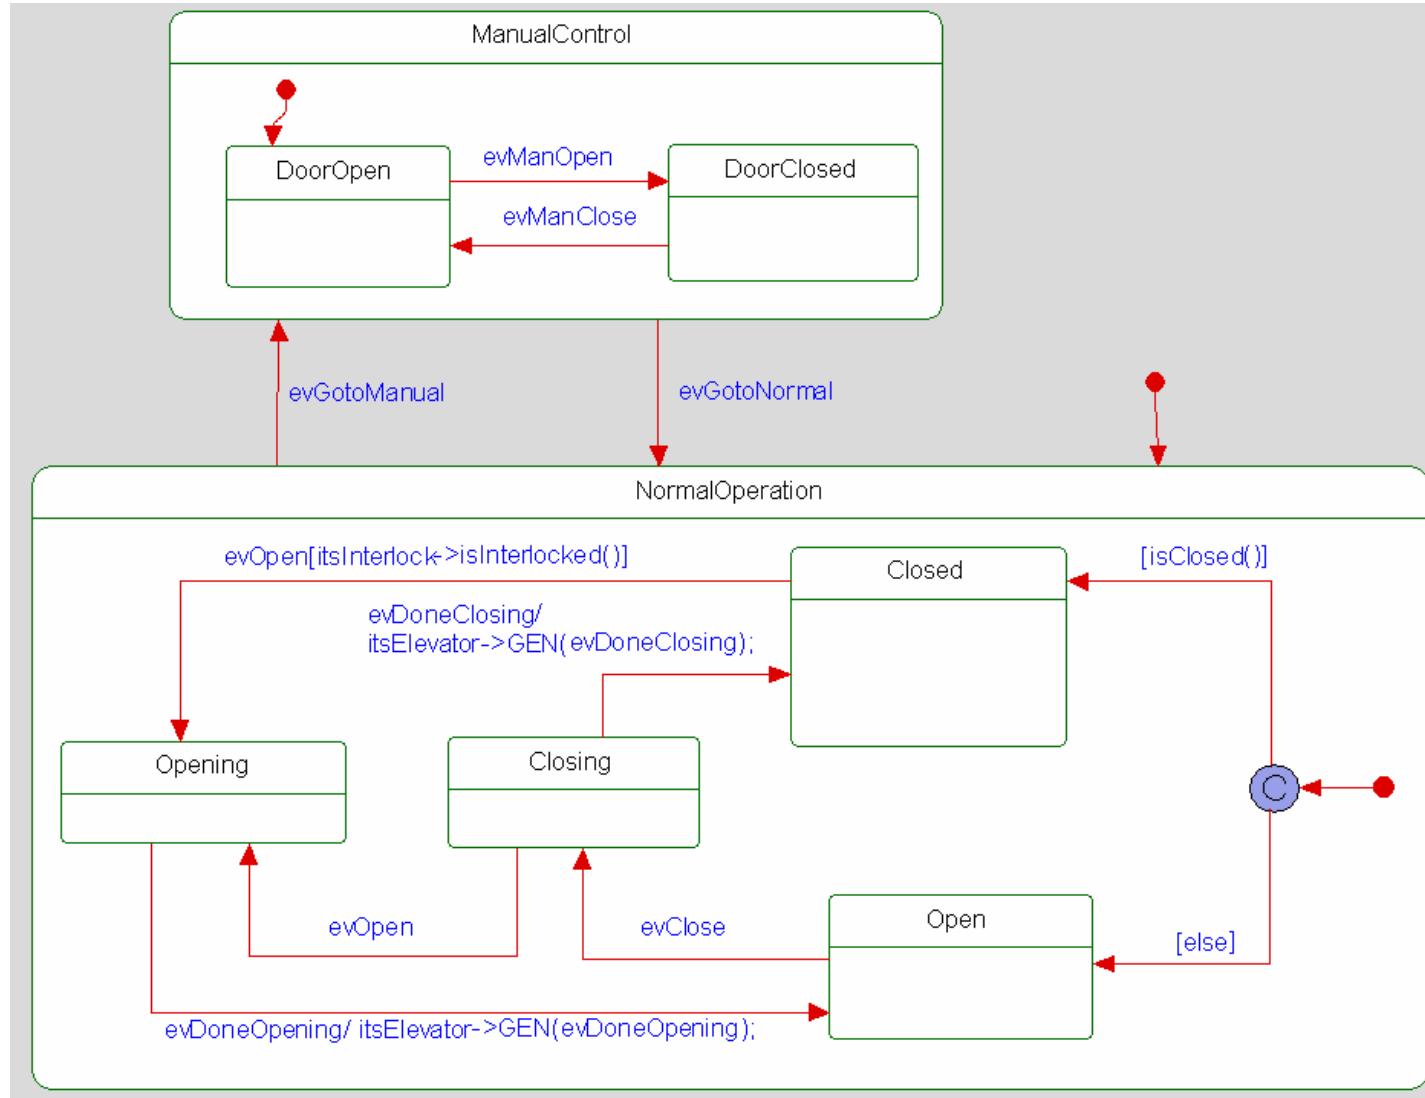 ManualControl
DoorOpen
evManOpen
DoorClosed
evManClose
evGotoManual
evGotoNormal
NormalOperation
evOpen[itsInterlock->isInterlocked()]
Closed
[isClosed()]
evDoneClosing/
itsElevator->GEN(evDoneClosing);
Opening
Closing
C
evOpen
evClose
Open
[else]
evDoneOpening/ itsElevator->GEN(evDoneOpening);